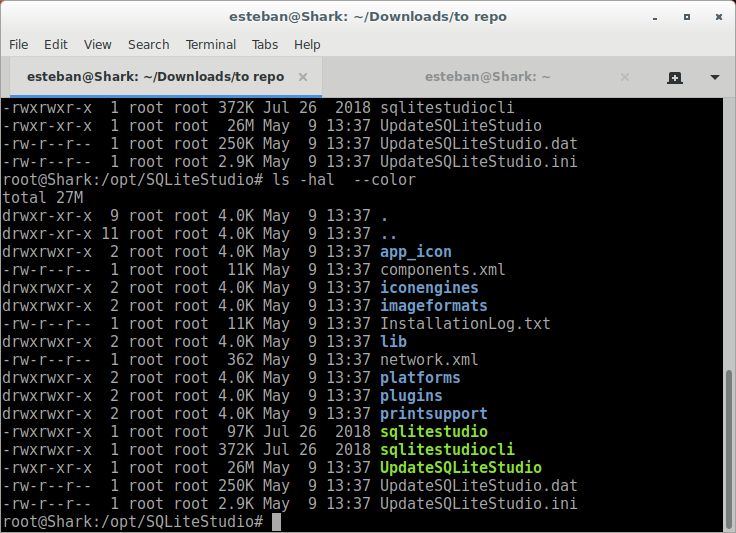 esteban@Shark: ~/Downloads/to repo
File Edit View Search Terminal Tabs Help
esteban@Shark: ~/Downloads/to repo esteban@Shark: ~
-rwxrwxr-x  1 root root 372K Jul 26  2018 sqlitestudiocli
-rwxr-xr-x  1 root root  26M May  9 13:37 UpdateSQLiteStudio
-rw-r--r--  1 root root 250K May  9 13:37 UpdateSQLiteStudio.dat
-rw-r--r--  1 root root 2.9K May  9 13:37 UpdateSQLiteStudio.ini
root@Shark:/opt/SQLiteStudio# ls -hal  --color
total 27M
drwxr-xr-x  9 root root 4.0K May  9 13:37 .
drwxr-xr-x 11 root root 4.0K May  9 13:37 ..
drwxrwxr-x  2 root root 4.0K May  9 13:37 app_icon
-rw-r--r--  1 root root  11K May  9 13:37 components.xml
drwxrwxr-x  2 root root 4.0K May  9 13:37 iconengines
drwxrwxr-x  2 root root 4.0K May  9 13:37 imageformats
-rw-r--r--  1 root root  11K May  9 13:37 InstallationLog.txt
drwxrwxr-x  2 root root 4.0K May  9 13:37 lib
-rw-r--r--  1 root root  362 May  9 13:37 network.xml
drwxrwxr-x  2 root root 4.0K May  9 13:37 platforms
drwxrwxr-x  2 root root 4.0K May  9 13:37 plugins
drwxrwxr-x  2 root root 4.0K May  9 13:37 printsupport
-rwxrwxr-x  1 root root  97K Jul 26  2018 sqlitestudio
-rwxrwxr-x  1 root root 372K Jul 26  2018 sqlitestudiocli
-rwxrwxr-x  1 root root  26M May  9 13:37 UpdateSQLiteStudio
-rw-r--r--  1 root root 250K May  9 13:37 UpdateSQLiteStudio.dat
-rw-r--r--  1 root root 2.9K May  9 13:37 UpdateSQLiteStudio.ini
root@Shark:/opt/SQLiteStudio#